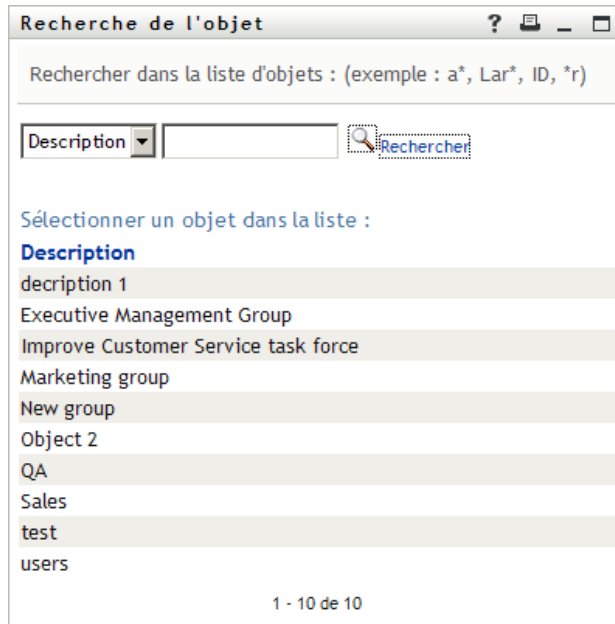 Recherche de l'objet ?
Rechercher dans la liste d'objets : (exemple : a*, Lar*, ID, *r)
Description Rechercher
Sélectionner un objet dans la liste :
Description
decription 1
Executive Management Group
Improve Customer Service task force
Marketing group
New group
Object 2
QA
Sales
test
users
1 - 10 de 10